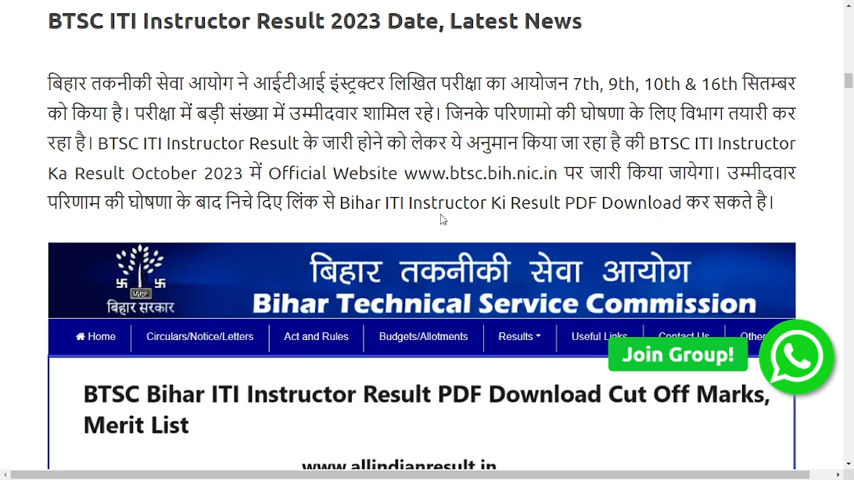 BTSC ITI Instructor Result 2023 Date, Latest News
बिहार तकनीकी सेवा आयोग ने आईटीआई इंस्ट्रक्टर लिखित परीक्षा का आयोजन 7th, 9th, 10th & 16th सितम्बर
को किया है। परीक्षा में बड़ी संख्या में उम्मीदवार शामिल रहे। जिनके परिणामो की घोषणा के लिए विभाग तयारी कर
रहा है। BTSC ITI Instructor Result के जारी होने को लेकर ये अनुमान किया जा रहा है की BTSC ITI Instructor
Ka Result October 2023 में Official Website www.btsc.bih.nic.in पर जारी किया जायेगा। उम्मीदवार
परिणाम की घोषणा के बाद निचे दिए लिंक से Bihar ITI Instructor Ki Result PDF Download कर सकते है।
बिहार तकनीकी सेवा आयोग
बिहार सरकार
Bihar Technical Service Commission
Home Circulars/Notice/Letters Act and Rules Budgets/Allotments Results Useful Links Contact Us Other
Join Group!
BTSC Bihar ITI Instructor Result PDF Download Cut Off Marks,
Merit List
www.allindianresult.in